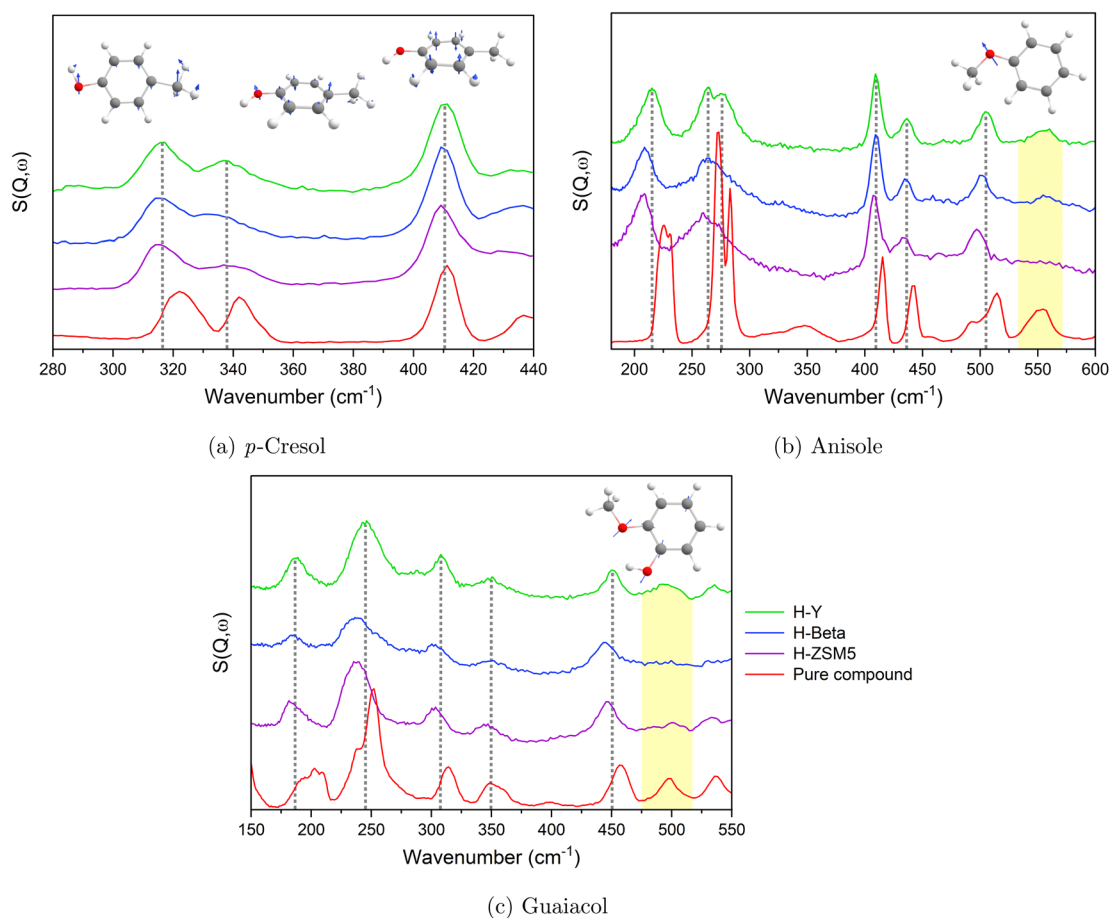 S(Q,ω)
280 300 320 340 360 380 400 420 440
Wavenumber (cm⁻¹)
(a) p-Cresol
S(Q,ω)
200 250 300 350 400 450 500 550 600
Wavenumber (cm⁻¹)
(b) Anisole
S(Q,ω)
150 200 250 300 350 400 450 500 550
Wavenumber (cm⁻¹)
(c) Guaiacol
H-Y
H-Beta
H-ZSM5
Pure compound